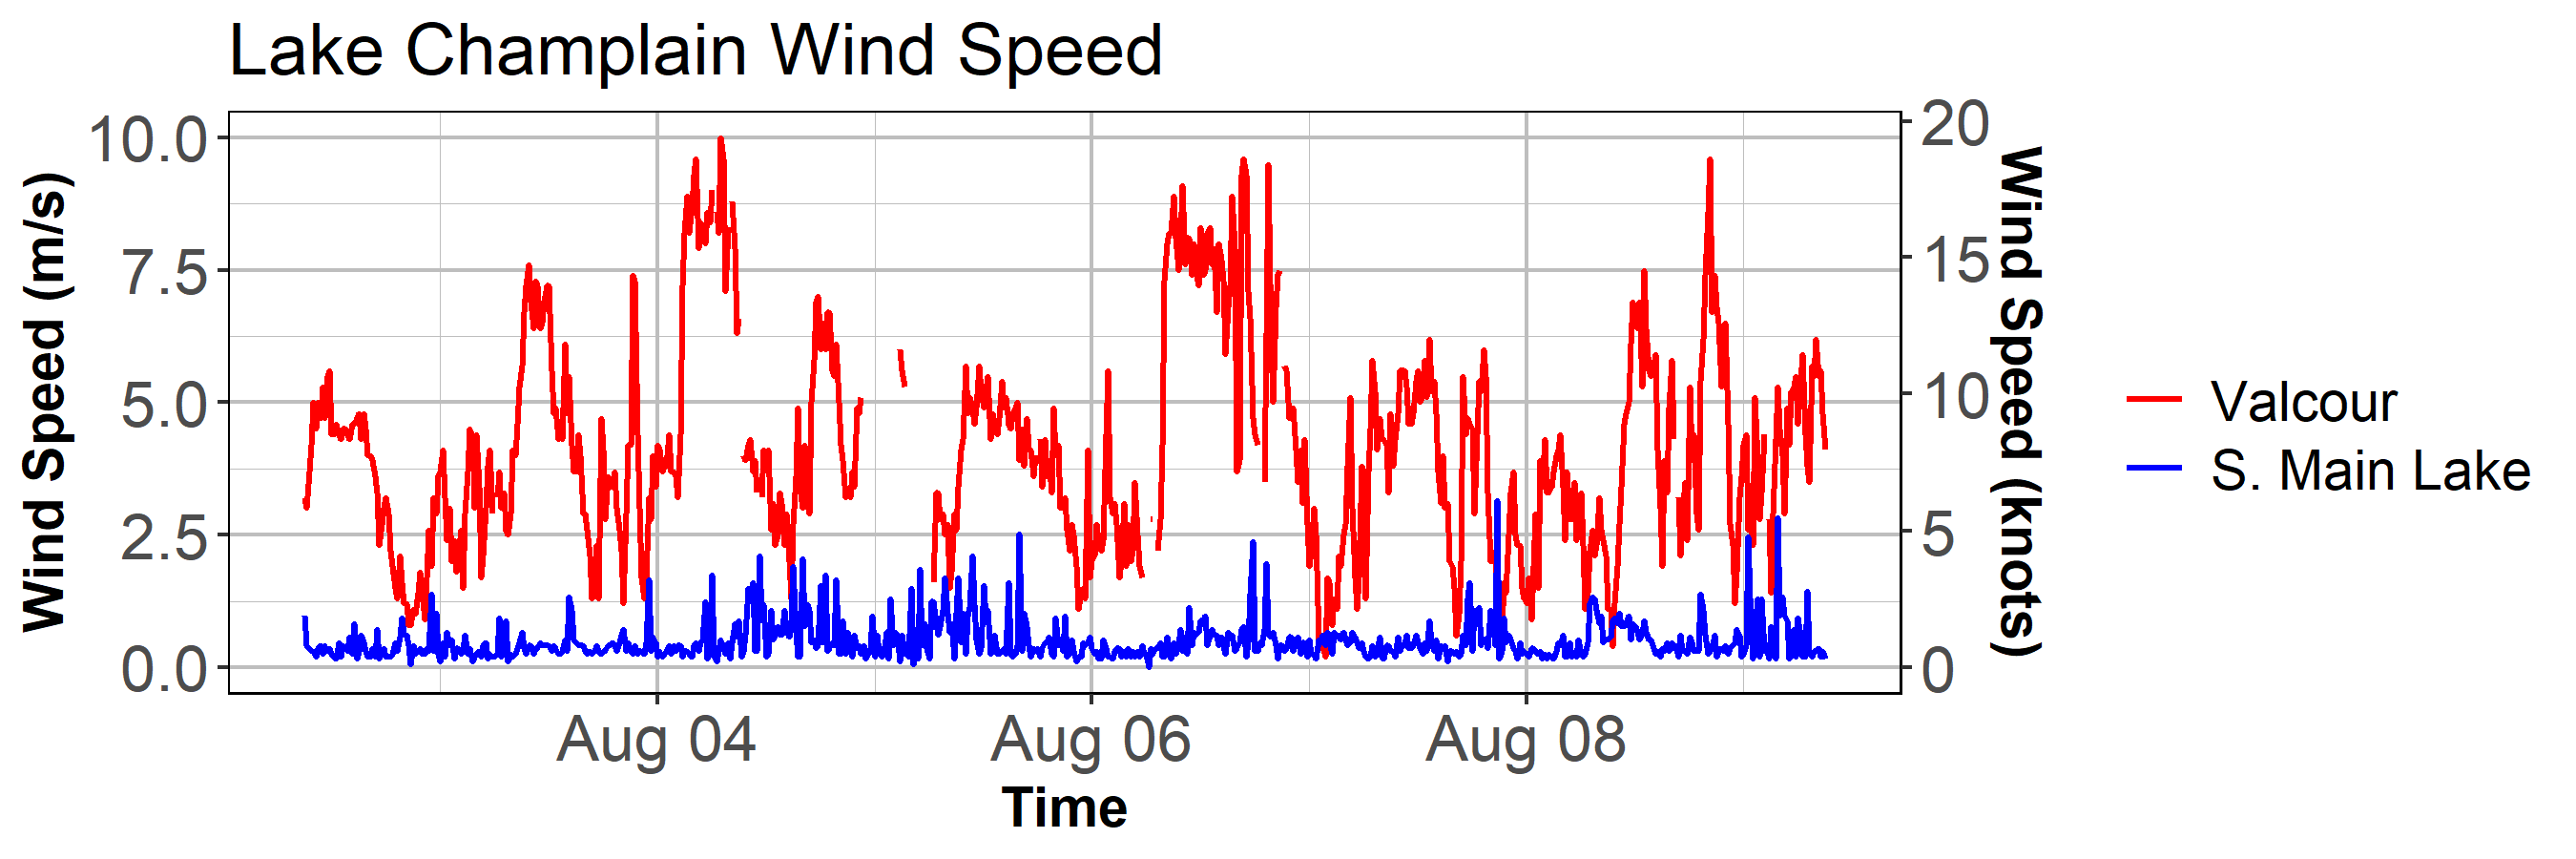 Lake Champlain Wind Speed
Wind Speed (m/s)
10.0
7.5
5.0
2.5
0.0
20
15
10
5
0
Wind Speed (knots)
Aug 04
Aug 06
Aug 08
Time
Valcour
S. Main Lake